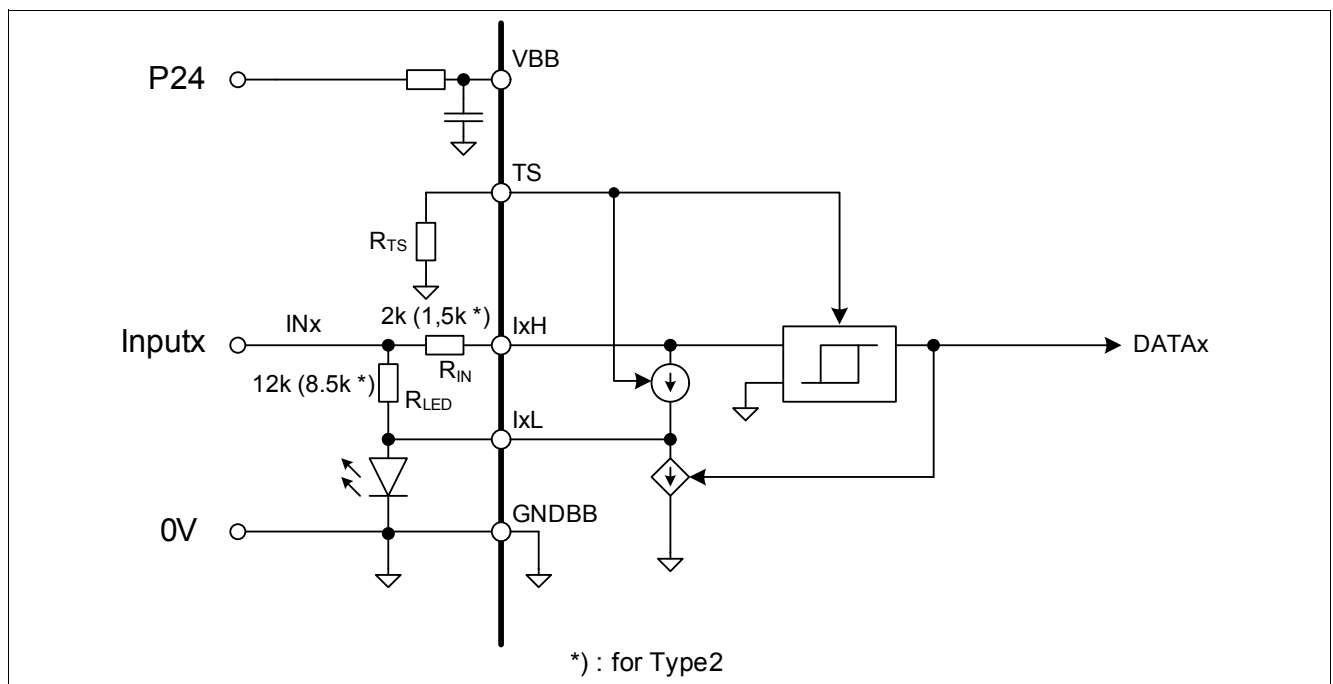 P24
VBB
TS
RTS
2k (1,5k *)
INx
IxH
Inputx
RIN
DATAx
12k (8.5k *)
RLED
IxL
GNDBB
0V
*) : for Type2